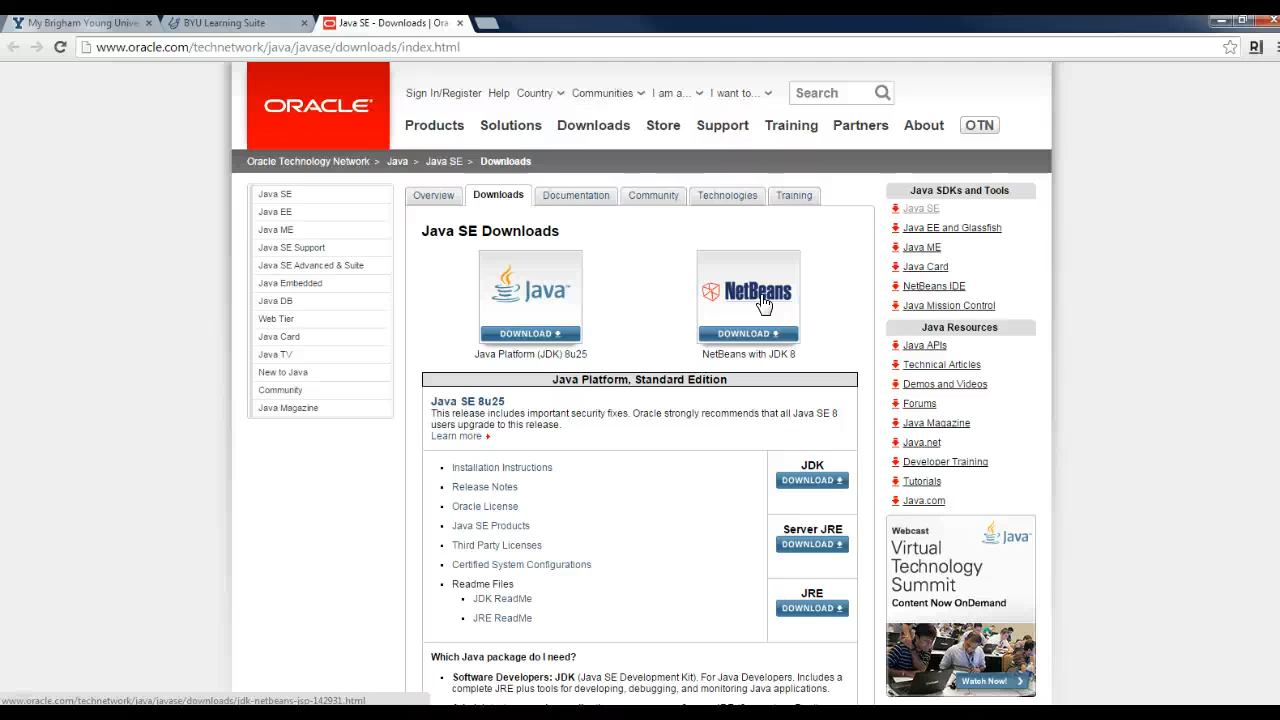 My Brigham Young Unive
BYU Learning Suite
Java SE - Downloads | Ora
www.oracle.com/technetwork/java/javase/downloads/index.html
ORACLE
Sign In/Register Help Country Communities I am a... I want to... Search
Products Solutions Downloads Store Support Training Partners About OTN
Oracle Technology Network > Java > Java SE > Downloads
Java SE
Java EE
Java ME
Java SE Support
Java SE Advanced & Suite
Java Embedded
Java DB
Web Tier
Java Card
Java TV
New to Java
Community
Java Magazine
Overview Downloads Documentation Community Technologies Training
Java SE Downloads
Java™
DOWNLOAD
Java Platform (JDK) 8u25
NetBeans
DOWNLOAD
NetBeans with JDK 8
Java Platform, Standard Edition
Java SE 8u25
This release includes important security fixes. Oracle strongly recommends that all Java SE 8
users upgrade to this release.
Learn more
Installation Instructions
Release Notes
Oracle License
Java SE Products
Third Party Licenses
Certified System Configurations
Readme Files
JDK ReadMe
JRE ReadMe
JDK
DOWNLOAD
Server JRE
DOWNLOAD
JRE
DOWNLOAD
Which Java package do I need?
Software Developers: JDK (Java SE Development Kit). For Java Developers. Includes a
complete JRE plus tools for developing, debugging, and monitoring Java applications.
Java SDKs and Tools
Java SE
Java EE and Glassfish
Java ME
Java Card
NetBeans IDE
Java Mission Control
Java Resources
Java APIs
Technical Articles
Demos and Videos
Forums
Java Magazine
Java.net
Developer Training
Tutorials
Java.com
Webcast
Java™
Virtual
Technology
Summit
Content Now OnDemand
Watch Now!
www.oracle.com/technetwork/java/javase/downloads/jdk-netbeans-jsp-142931.html